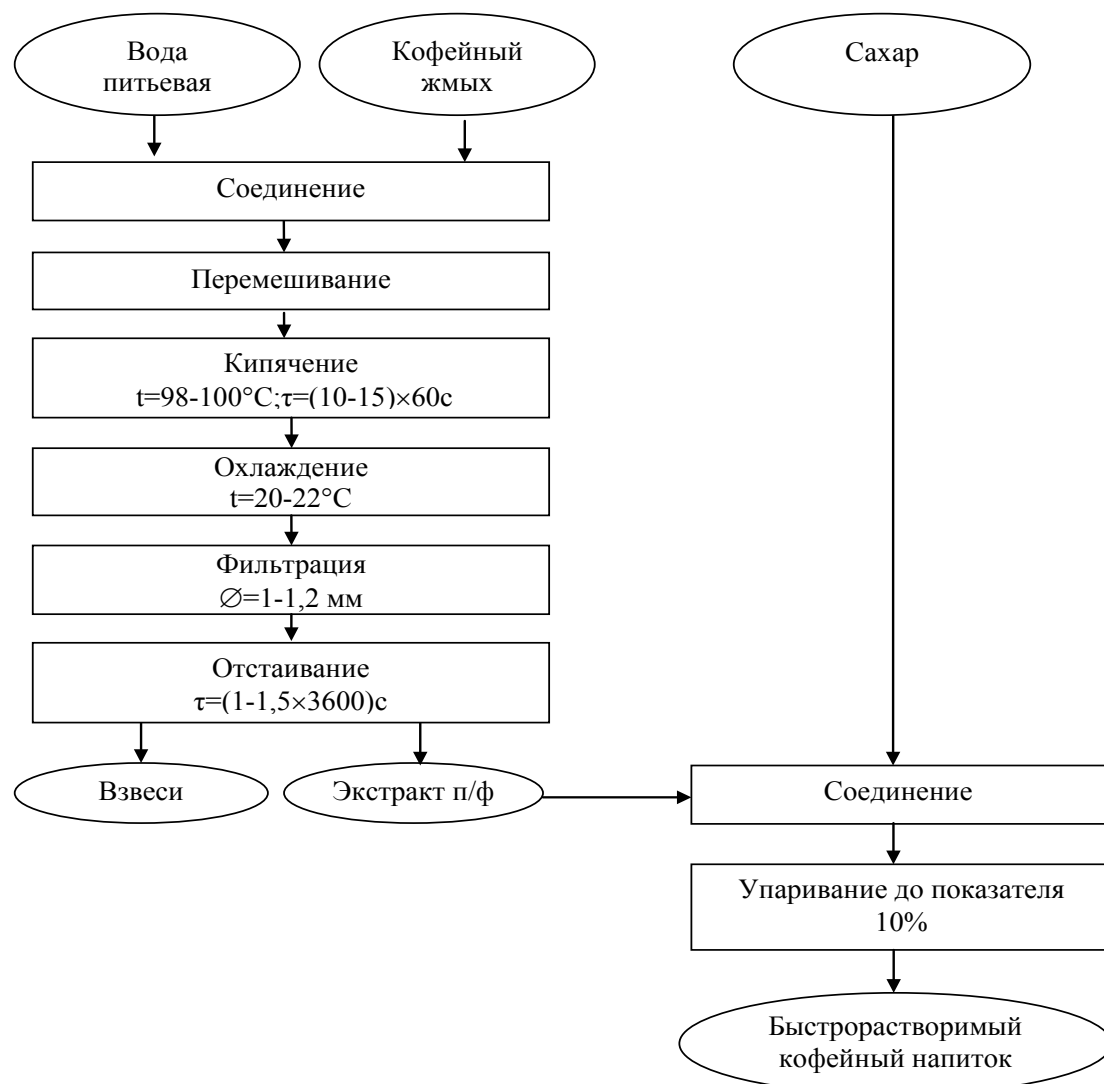 Вода
питьевая
Кофейный
жмых
Сахар
Соединение
Перемешивание
Кипячение
t=98-100°C;τ=(10-15)×60с
Охлаждение
t=20-22°C
Фильтрация
∅=1-1,2 мм
Отстаивание
τ=(1-1,5×3600)с
Взвеси
Экстракт п/ф
Соединение
Упаривание до показателя
10%
Быстрорастворимый
кофейный напиток